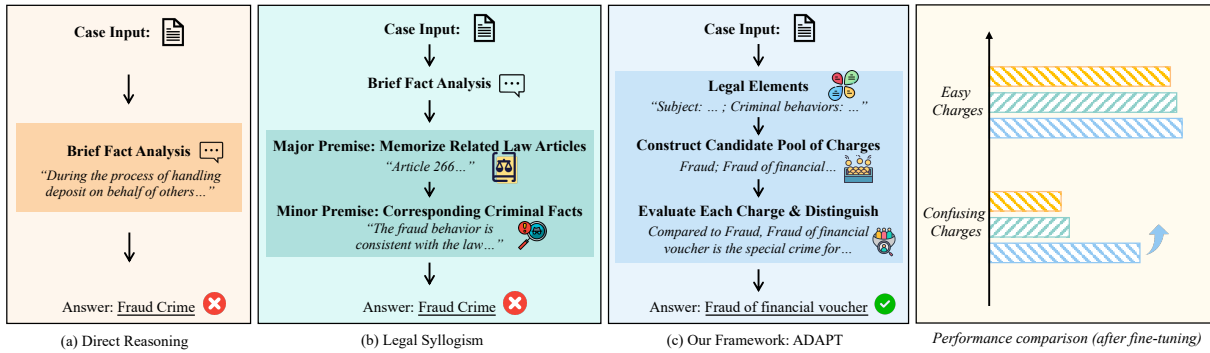 Case Input:
Brief Fact Analysis
“During the process of handling
deposit on behalf of others…”
Answer: Fraud Crime
(a) Direct Reasoning
Case Input:
Brief Fact Analysis
Major Premise: Memorize Related Law Articles
“Article 266…”
Minor Premise: Corresponding Criminal Facts
“The fraud behavior is
consistent with the law…”
Answer: Fraud Crime
(b) Legal Syllogism
Case Input:
Legal Elements
“Subject: … ; Criminal behaviors: …”
Construct Candidate Pool of Charges
Fraud; Fraud of financial…
Evaluate Each Charge & Distinguish
Compared to Fraud, Fraud of financial
voucher is the special crime for…
Answer: Fraud of financial voucher
(c) Our Framework: ADAPT
Easy
Charges
Confusing
Charges
Performance comparison (after fine-tuning)